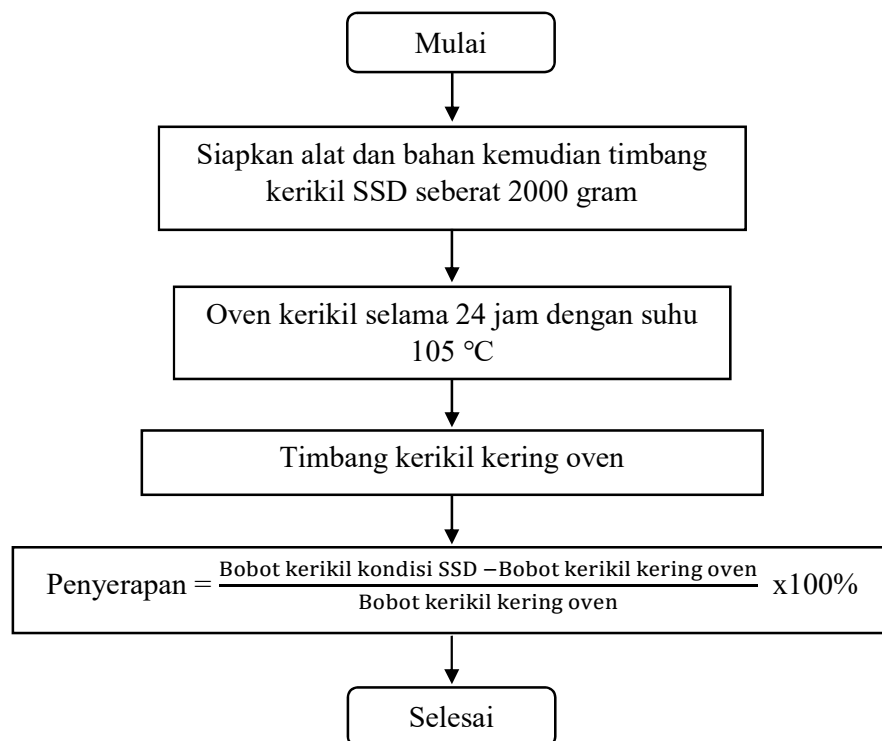 Mulai
Siapkan alat dan bahan kemudian timbang
kerikil SSD seberat 2000 gram
Oven kerikil selama 24 jam dengan suhu
105 ℃
Timbang kerikil kering oven
Penyerapan = Bobot kerikil kondisi SSD −Bobot kerikil kering oven / Bobot kerikil kering oven x100%
Selesai